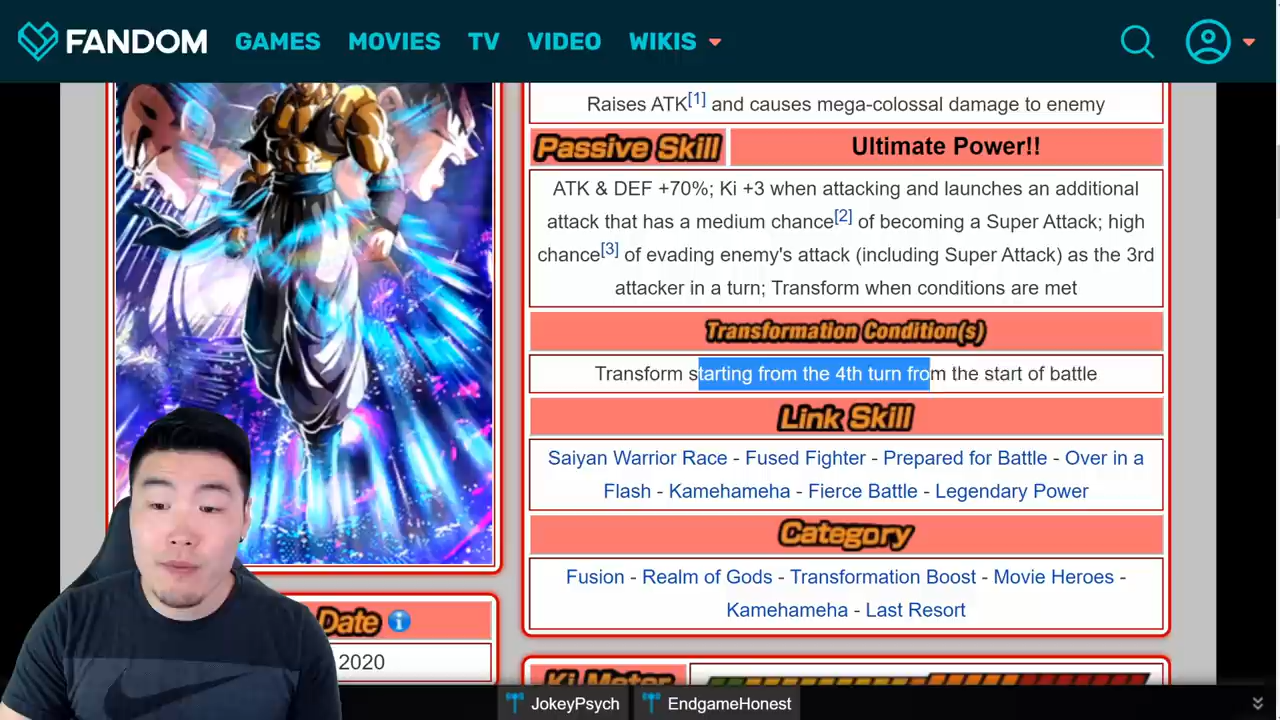 FANDOM GAMES MOVIES TV VIDEO WIKIS
Raises ATK[1] and causes mega-colossal damage to enemy
Passive Skill
Ultimate Power!!
ATK & DEF +70%; Ki +3 when attacking and launches an additional
attack that has a medium chance[2] of becoming a Super Attack; high
chance[3] of evading enemy's attack (including Super Attack) as the 3rd
attacker in a turn; Transform when conditions are met
Transformation Condition(s)
Transform starting from the 4th turn from the start of battle
Link Skill
Saiyan Warrior Race - Fused Fighter - Prepared for Battle - Over in a
Flash - Kamehameha - Fierce Battle - Legendary Power
Category
Fusion - Realm of Gods - Transformation Boost - Movie Heroes -
Kamehameha - Last Resort
Date
2020
Ki Meter
JokeyPsych
EndgameHonest